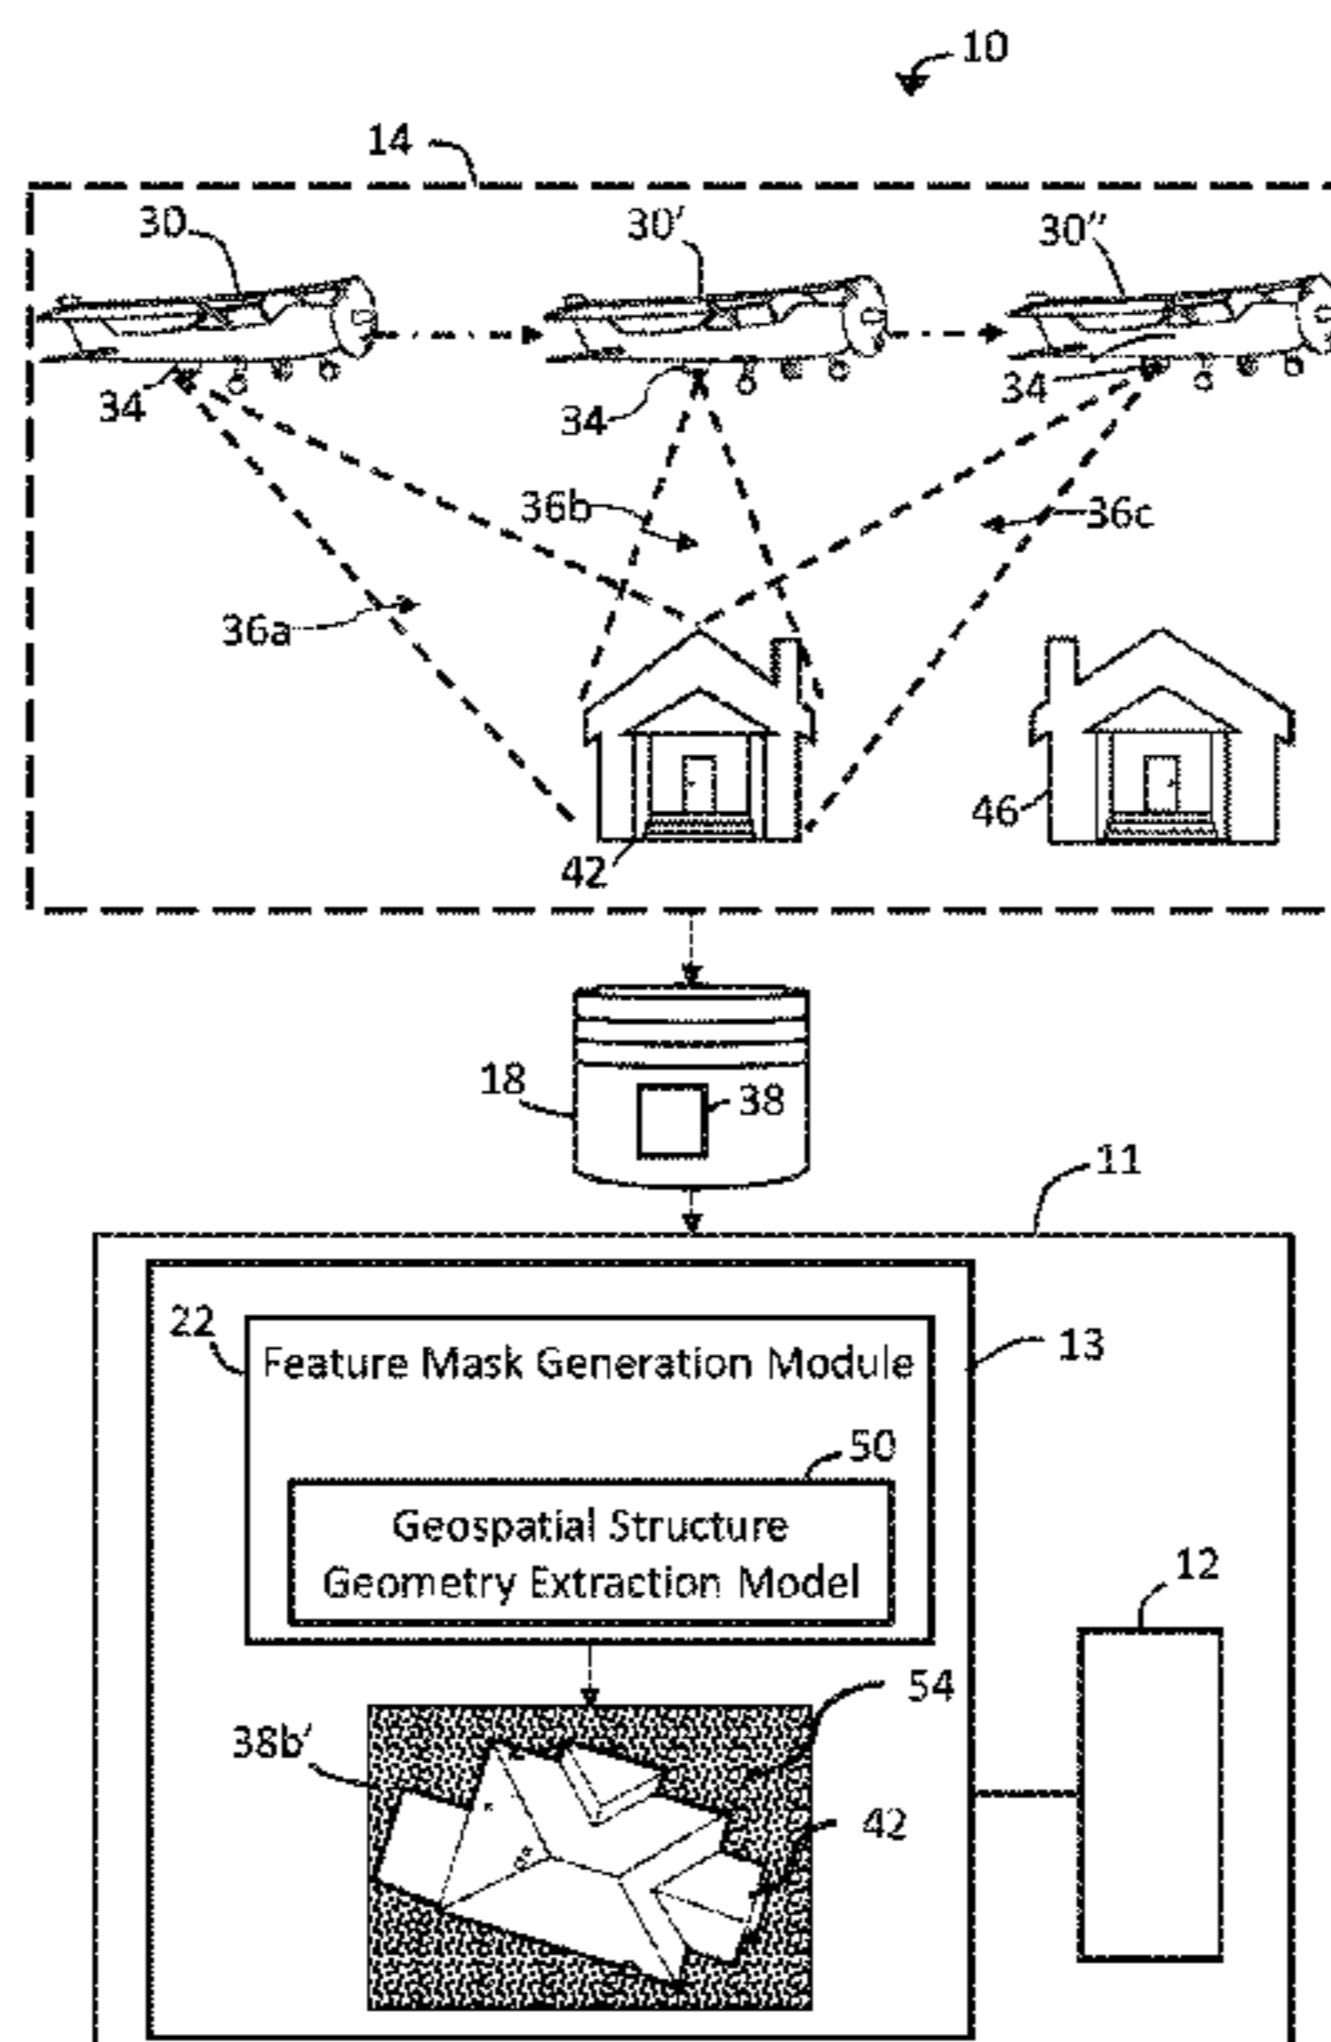 10
14
30
30′
30″
34
34
34
36b
36c
36a
46
42
18
38
11
22
Feature Mask Generation Module
13
50
Geospatial Structure
Geometry Extraction Model
12
54
38b′
42